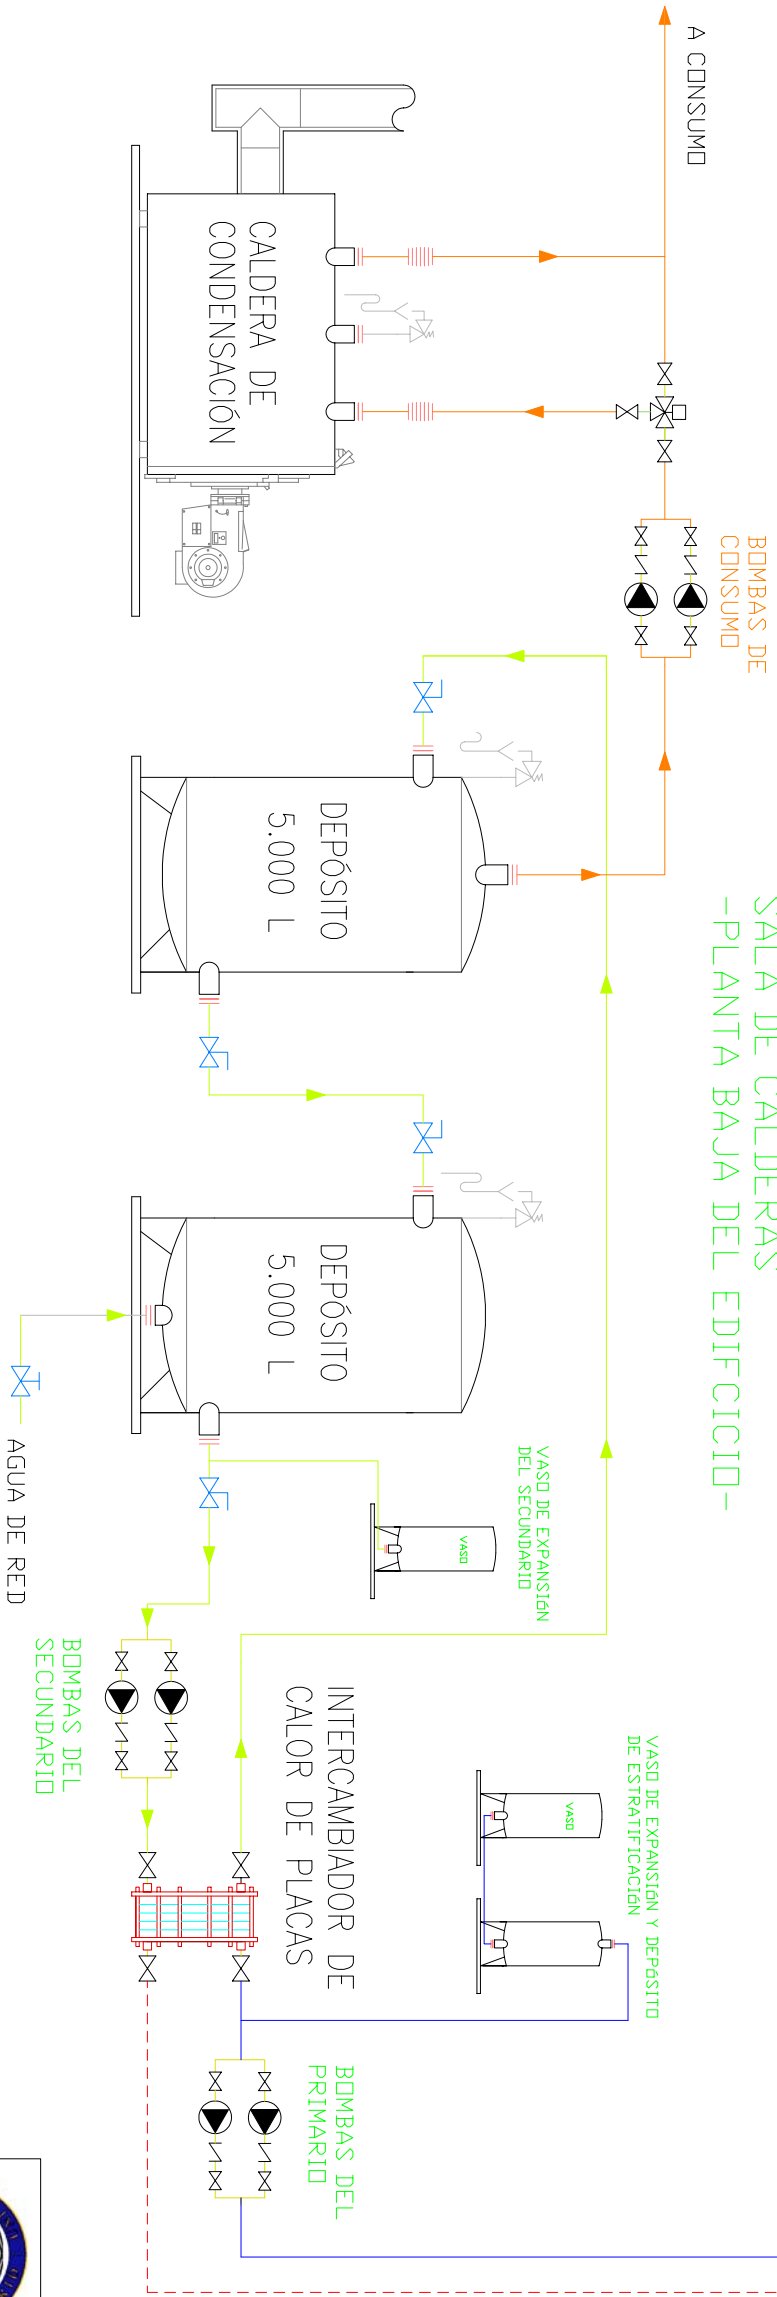 A CONSUMO
CALDERA DE
CONDENSACIÓN
BOMBAS DE
CONSUMO
DEPÓSITO
5.000 L
SALA DE CALDERAS
-PLANTA BAJA DEL EDIFCICIO-
DEPÓSITO
5.000 L
AGUA DE RED
VASO DE EXPANSIÓN
DEL SECUNDARIO
VASO
BOMBAS DEL
SECUNDARIO
INTERCAMBIADOR DE
CALOR DE PLACAS
VASO DE EXPANSIÓN Y DEPÓSITO
DE ESTRATIFICACIÓN
VASO
BOMBAS DEL
PRIMARIO